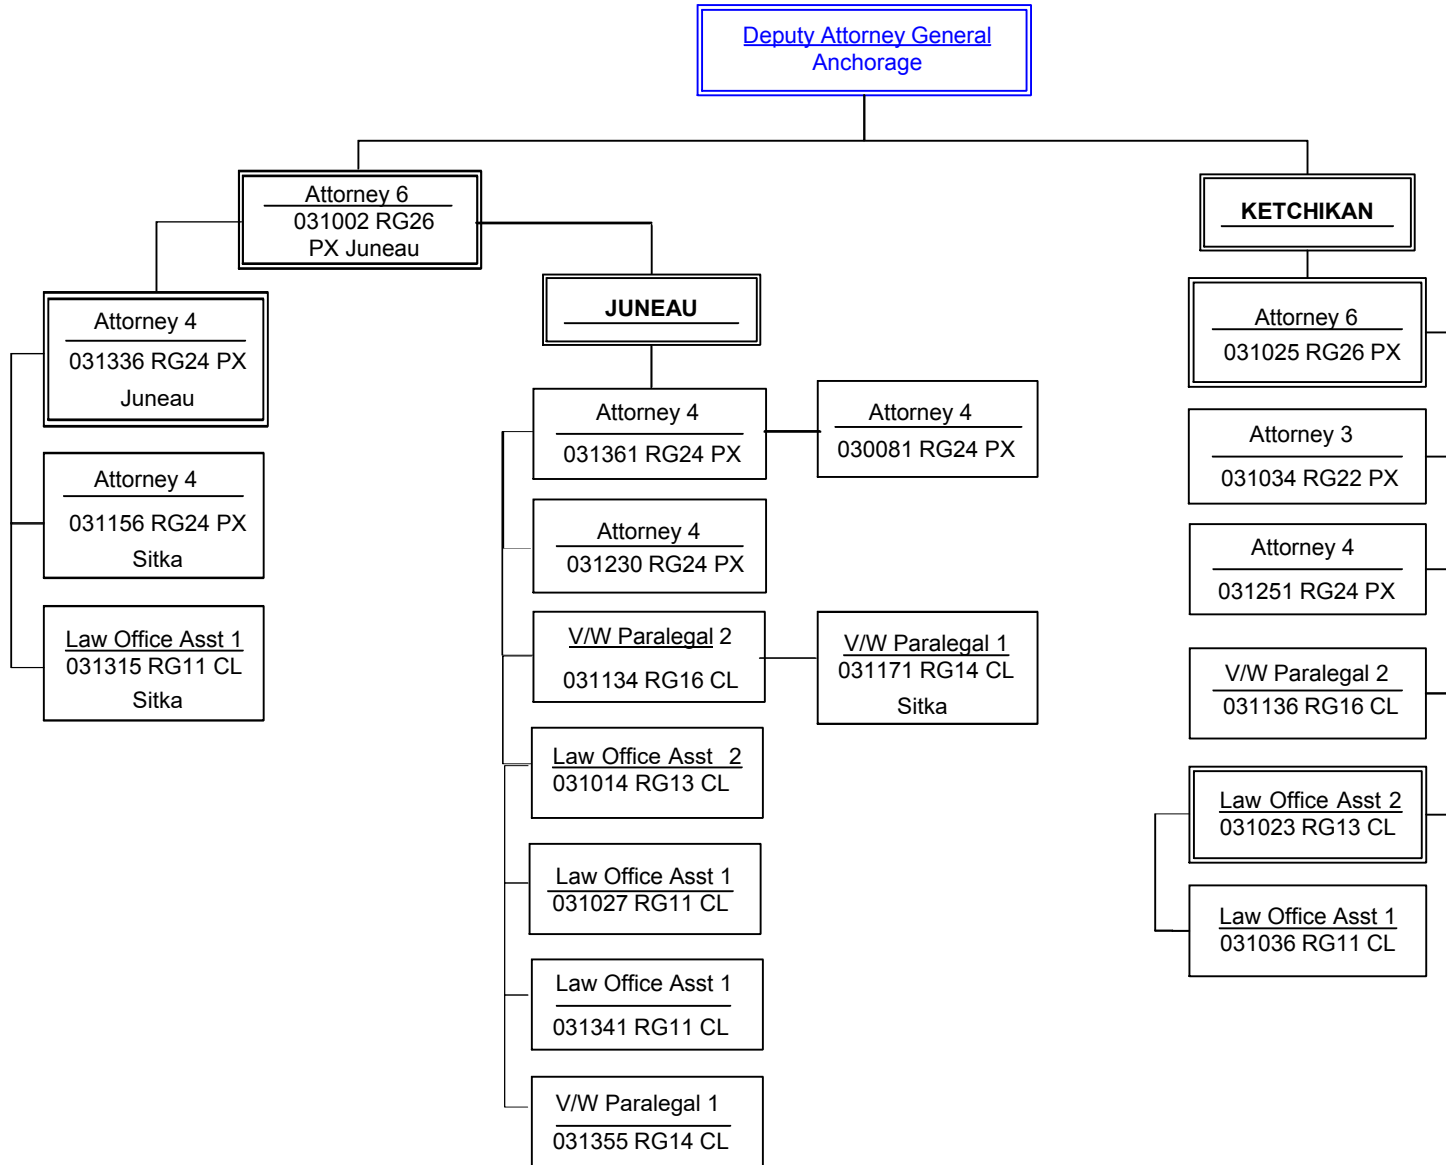 Deputy Attorney General
Anchorage
Attorney 6
031002 RG26
PX Juneau
KETCHIKAN
JUNEAU
Attorney 4
031336 RG24 PX
Juneau
Attorney 4
031156 RG24 PX
Sitka
Law Office Asst 1
031315 RG11 CL
Sitka
Attorney 4
031361 RG24 PX
Attorney 4
030081 RG24 PX
Attorney 4
031230 RG24 PX
V/W Paralegal 2
031134 RG16 CL
V/W Paralegal 1
031171 RG14 CL
Sitka
Law Office Asst 2
031014 RG13 CL
Law Office Asst 1
031027 RG11 CL
Law Office Asst 1
031341 RG11 CL
V/W Paralegal 1
031355 RG14 CL
Attorney 6
031025 RG26 PX
Attorney 3
031034 RG22 PX
Attorney 4
031251 RG24 PX
V/W Paralegal 2
031136 RG16 CL
Law Office Asst 2
031023 RG13 CL
Law Office Asst 1
031036 RG11 CL